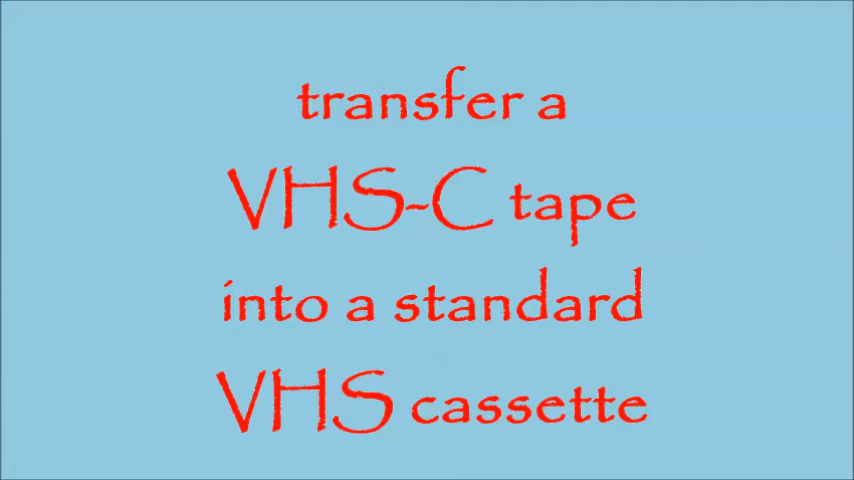 transfer a
VHS-C tape
into a standard
VHS cassette